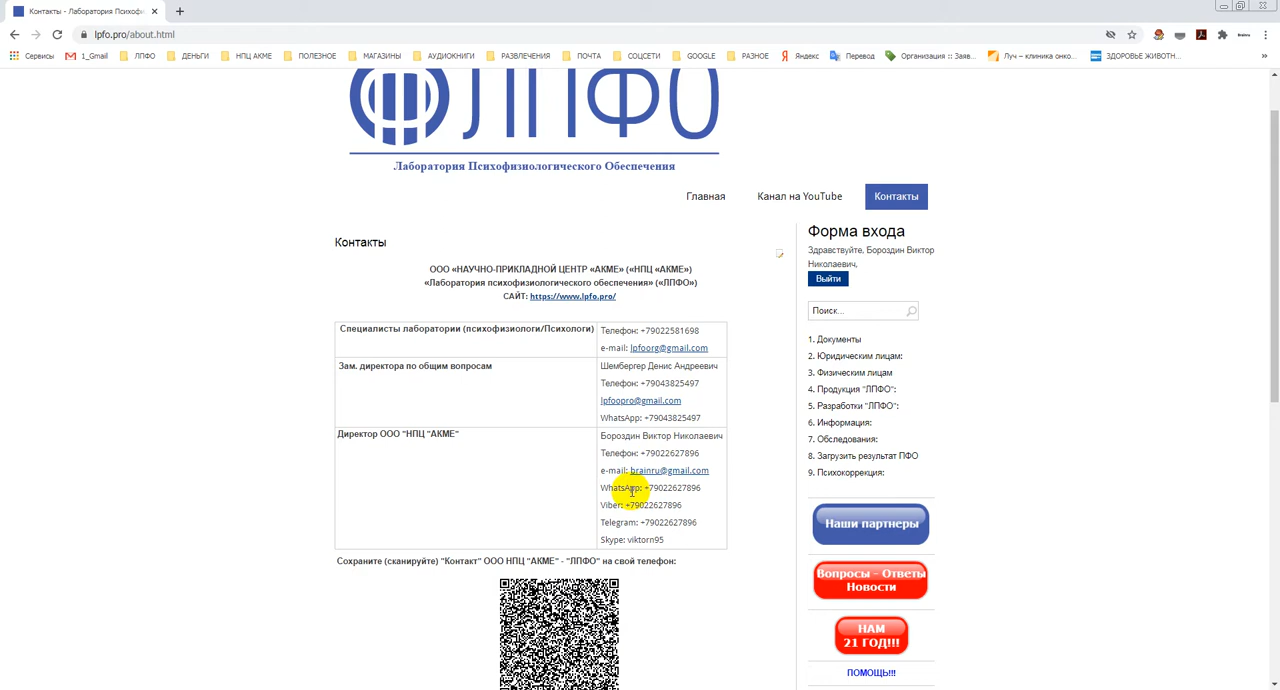 Контакты - Лаборатория Психофи
lpfo.pro/about.html
Сервисы 1_Gmail ЛПФО ДЕНЬГИ НПЦ АКМЕ ПОЛЕЗНОЕ МАГАЗИНЫ АУДИОКНИГИ РАЗВЛЕЧЕНИЯ ПОЧТА СОЦСЕТИ GOOGLE РАЗНОЕ Яндекс Перевод Организация :: Заяв... Луч – клиника онко... ЗДОРОВЬЕ ЖИВОТН... »
ЛПФО
Лаборатория Психофизиологического Обеспечения
Главная Канал на YouTube Контакты
Контакты
ООО «НАУЧНО-ПРИКЛАДНОЙ ЦЕНТР «АКМЕ» («НПЦ «АКМЕ»)
«Лаборатория психофизиологического обеспечения» («ЛПФО»)
САЙТ: https://www.lpfo.pro/
Специалисты лаборатории (психофизиологи/Психологи)
Телефон: +79022581698
e-mail: lpfoorg@gmail.com
Зам. директора по общим вопросам
Шембергер Денис Андреевич
Телефон: +79043825497
lpfoopro@gmail.com
WhatsApp: +79043825497
Директор ООО "НПЦ "АКМЕ"
Бороздин Виктор Николаевич
Телефон: +79022627896
e-mail: brainru@gmail.com
WhatsApp: +79022627896
Viber: +79022627896
Telegram: +79022627896
Skype: viktorn95
Сохраните (сканируйте) "Контакт" ООО НПЦ "АКМЕ" - "ЛПФО" на свой телефон:
Форма входа
Здравствуйте, Бороздин Виктор
Николаевич,
Выйти
Поиск...
1. Документы
2. Юридическим лицам:
3. Физическим лицам
4. Продукция "ЛПФО":
5. Разработки "ЛПФО":
6. Информация:
7. Обследования:
8. Загрузить результат ПФО
9. Психокоррекция:
Наши партнеры
Вопросы - Ответы
Новости
НАМ
21 ГОД!!!
ПОМОЩЬ!!!